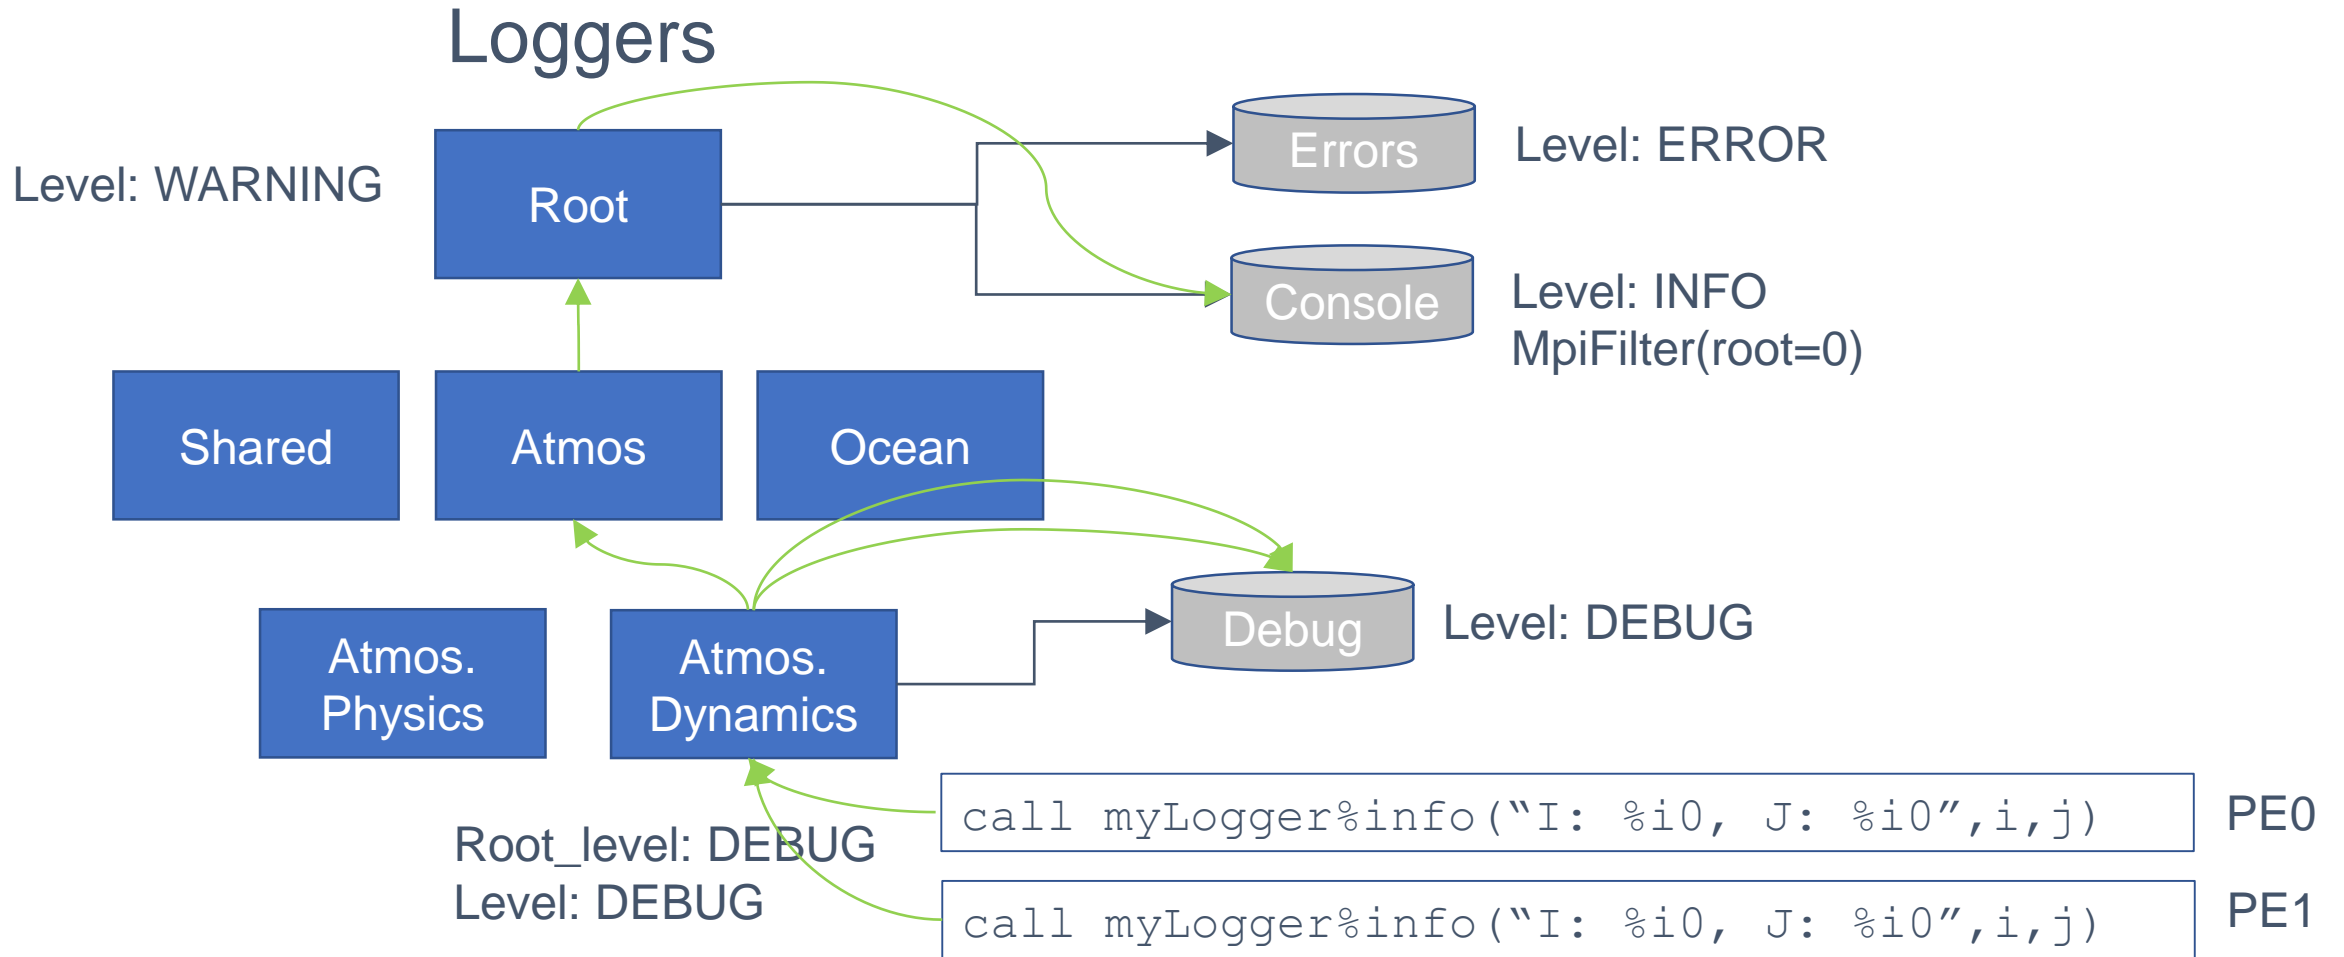 Loggers
Level: WARNING
Root
Errors
Level: ERROR
Console
Level: INFO
MpiFilter(root=0)
Shared
Atmos
Ocean
Atmos.
Physics
Atmos.
Dynamics
Debug
Level: DEBUG
Root_level: DEBUG
Level: DEBUG
call myLogger%info(“I: %i0, J: %i0”,i,j)
PE0
call myLogger%info(“I: %i0, J: %i0”,i,j)
PE1